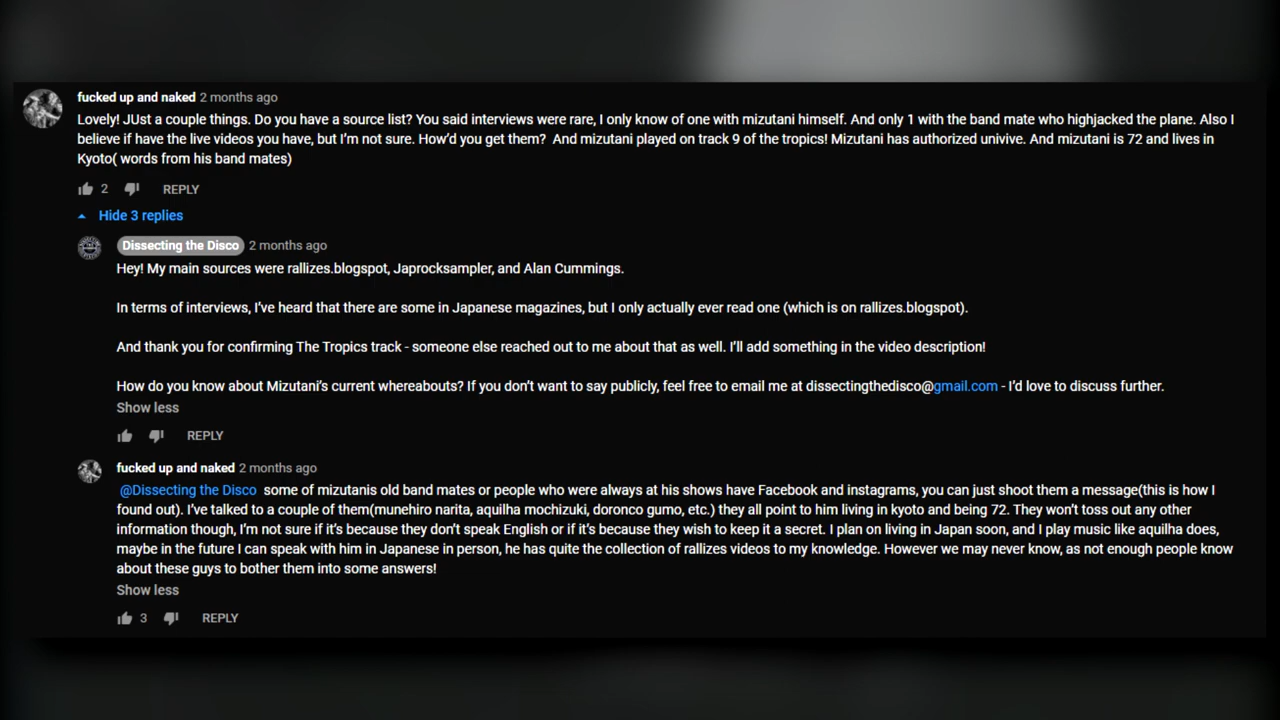 fucked up and naked 2 months ago
Lovely! JUst a couple things. Do you have a source list? You said interviews were rare, I only know of one with mizutani himself. And only 1 with the band mate who highjacked the plane. Also I
believe if have the live videos you have, but I'm not sure. How'd you get them? And mizutani played on track 9 of the tropics! Mizutani has authorized univive. And mizutani is 72 and lives in
Kyoto( words from his band mates)
2 REPLY
Hide 3 replies
Dissecting the Disco 2 months ago
Hey! My main sources were rallizes.blogspot, Japrocksampler, and Alan Cummings.
In terms of interviews, I've heard that there are some in Japanese magazines, but I only actually ever read one (which is on rallizes.blogspot).
And thank you for confirming The Tropics track - someone else reached out to me about that as well. I'll add something in the video description!
How do you know about Mizutani's current whereabouts? If you don't want to say publicly, feel free to email me at dissectingthedisco@gmail.com - I'd love to discuss further.
Show less
REPLY
fucked up and naked 2 months ago
@Dissecting the Disco some of mizutanis old band mates or people who were always at his shows have Facebook and instagrams, you can just shoot them a message(this is how I
found out). I've talked to a couple of them(munehiro narita, aquilha mochizuki, doronco gumo, etc.) they all point to him living in kyoto and being 72. They won't toss out any other
information though, I'm not sure if it's because they don't speak English or if it's because they wish to keep it a secret. I plan on living in Japan soon, and I play music like aquilha does,
maybe in the future I can speak with him in Japanese in person, he has quite the collection of rallizes videos to my knowledge. However we may never know, as not enough people know
about these guys to bother them into some answers!
Show less
3 REPLY